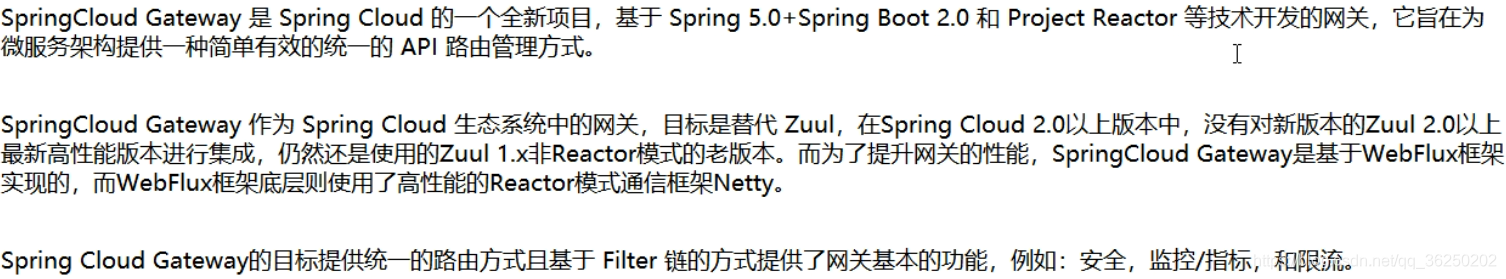 SpringCloud Gateway 是 Spring Cloud 的一个全新项目，基于 Spring 5.0+Spring Boot 2.0 和 Project Reactor 等技术开发的网关，它旨在为
微服务架构提供一种简单有效的统一的 API 路由管理方式。
SpringCloud Gateway 作为 Spring Cloud 生态系统中的网关，目标是替代 Zuul，在Spring Cloud 2.0以上版本中，没有对新版本的Zuul 2.0以上
最新高性能版本进行集成，仍然还是使用的Zuul 1.x非Reactor模式的老版本。而为了提升网关的性能，SpringCloud Gateway是基于WebFlux框架
实现的，而WebFlux框架底层则使用了高性能的Reactor模式通信框架Netty。
Spring Cloud Gateway的目标提供统一的路由方式且基于 Filter 链的方式提供了网关基本的功能，例如：安全，监控/指标，和限流。